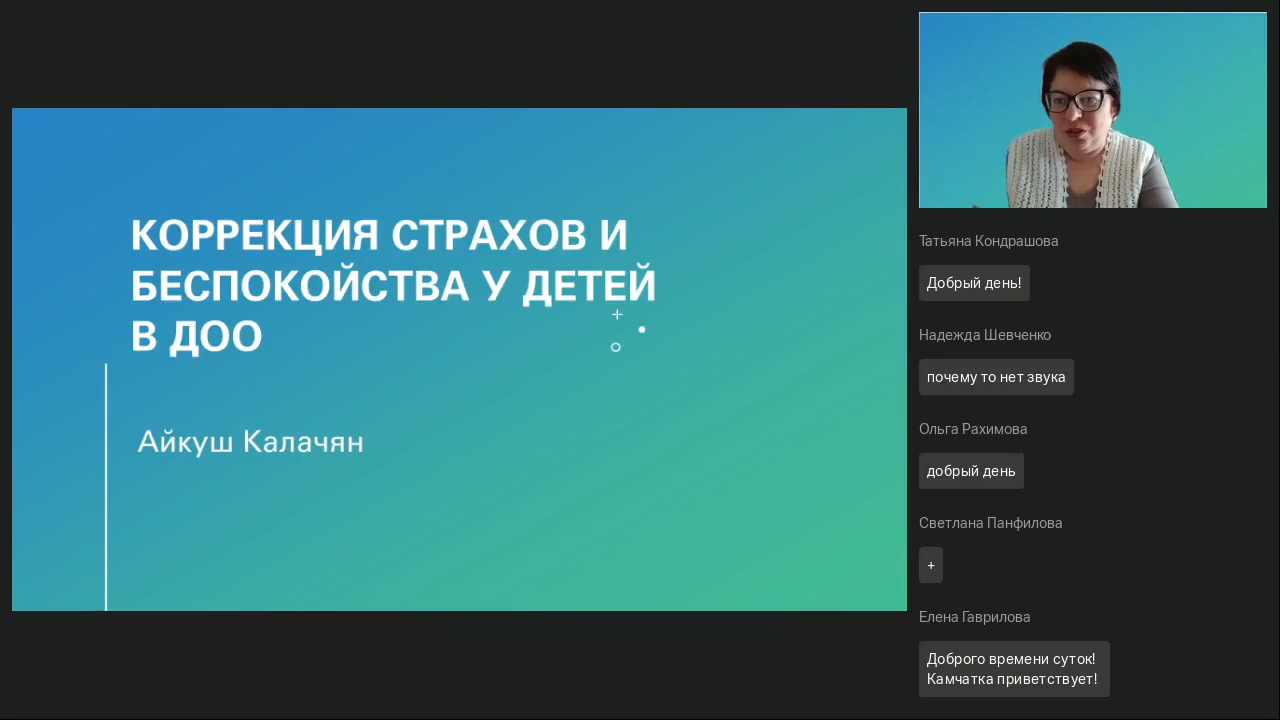 КОРРЕКЦИЯ СТРАХОВ И
БЕСПОКОЙСТВА У ДЕТЕЙ
В ДОО
Айкуш Калачян
Татьяна Кондрашова
Добрый день!
Надежда Шевченко
почему то нет звука
Ольга Рахимова
добрый день
Светлана Панфилова
+
Елена Гаврилова
Доброго времени суток!
Камчатка приветствует!